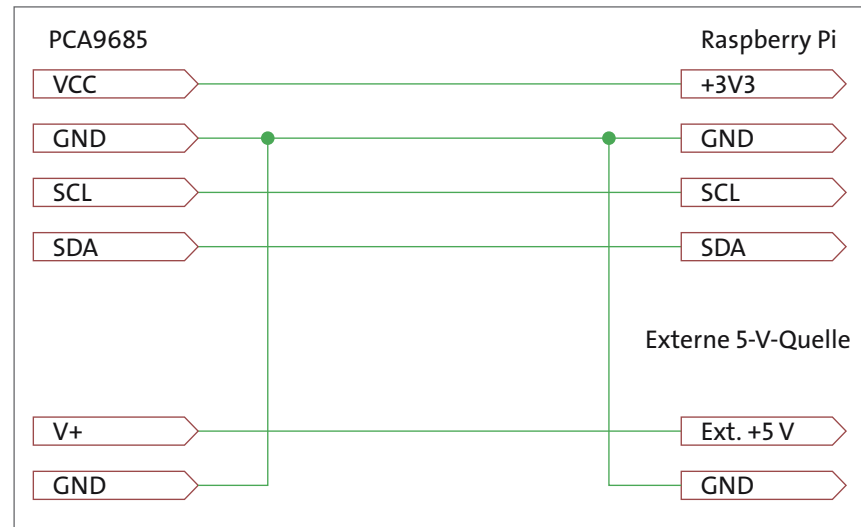 PCA9685 Raspberry Pi
VCC +3V3
GND GND
SCL SCL
SDA SDA
Externe 5-V-Quelle
V+ Ext. +5 V
GND GND